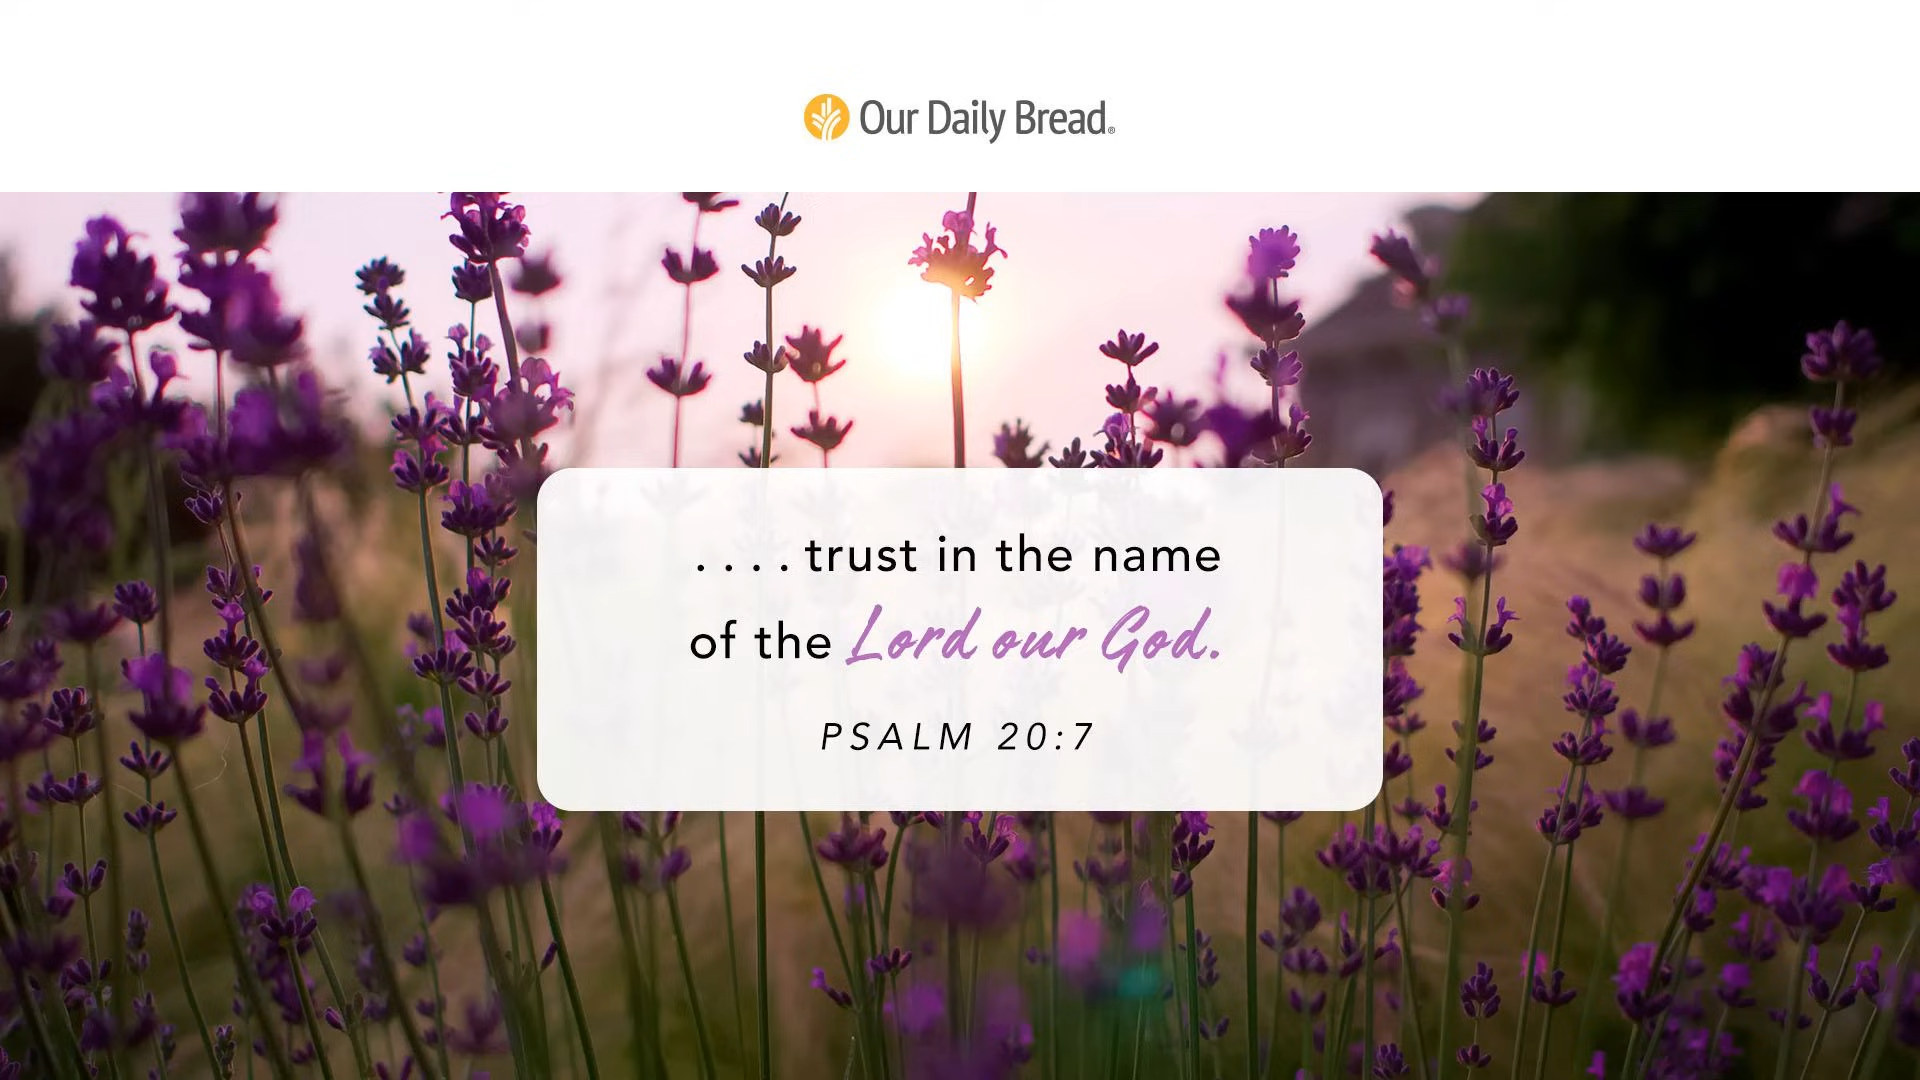 Our Daily Bread®
. . . . trust in the name
of the Lord our God.
PSALM 20:7